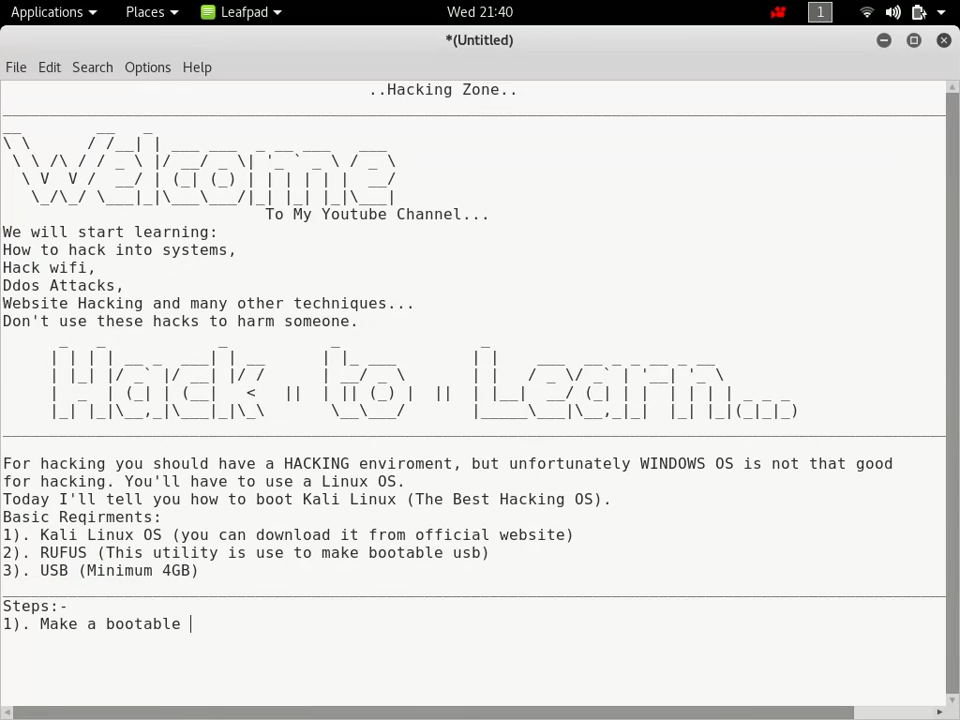 Applications Places Leafpad Wed 21:40 1
*(Untitled)
File Edit Search Options Help
..Hacking Zone..
Welcome
To My Youtube Channel...
We will start learning:
How to hack into systems,
Hack wifi,
Ddos Attacks,
Website Hacking and many other techniques...
Don't use these hacks to harm someone.
Hack || to || Learn...
For hacking you should have a HACKING enviroment, but unfortunately WINDOWS OS is not that good
for hacking. You'll have to use a Linux OS.
Today I'll tell you how to boot Kali Linux (The Best Hacking OS).
Basic Reqirments:
1). Kali Linux OS (you can download it from official website)
2). RUFUS (This utility is use to make bootable usb)
3). USB (Minimum 4GB)
Steps:-
1). Make a bootable